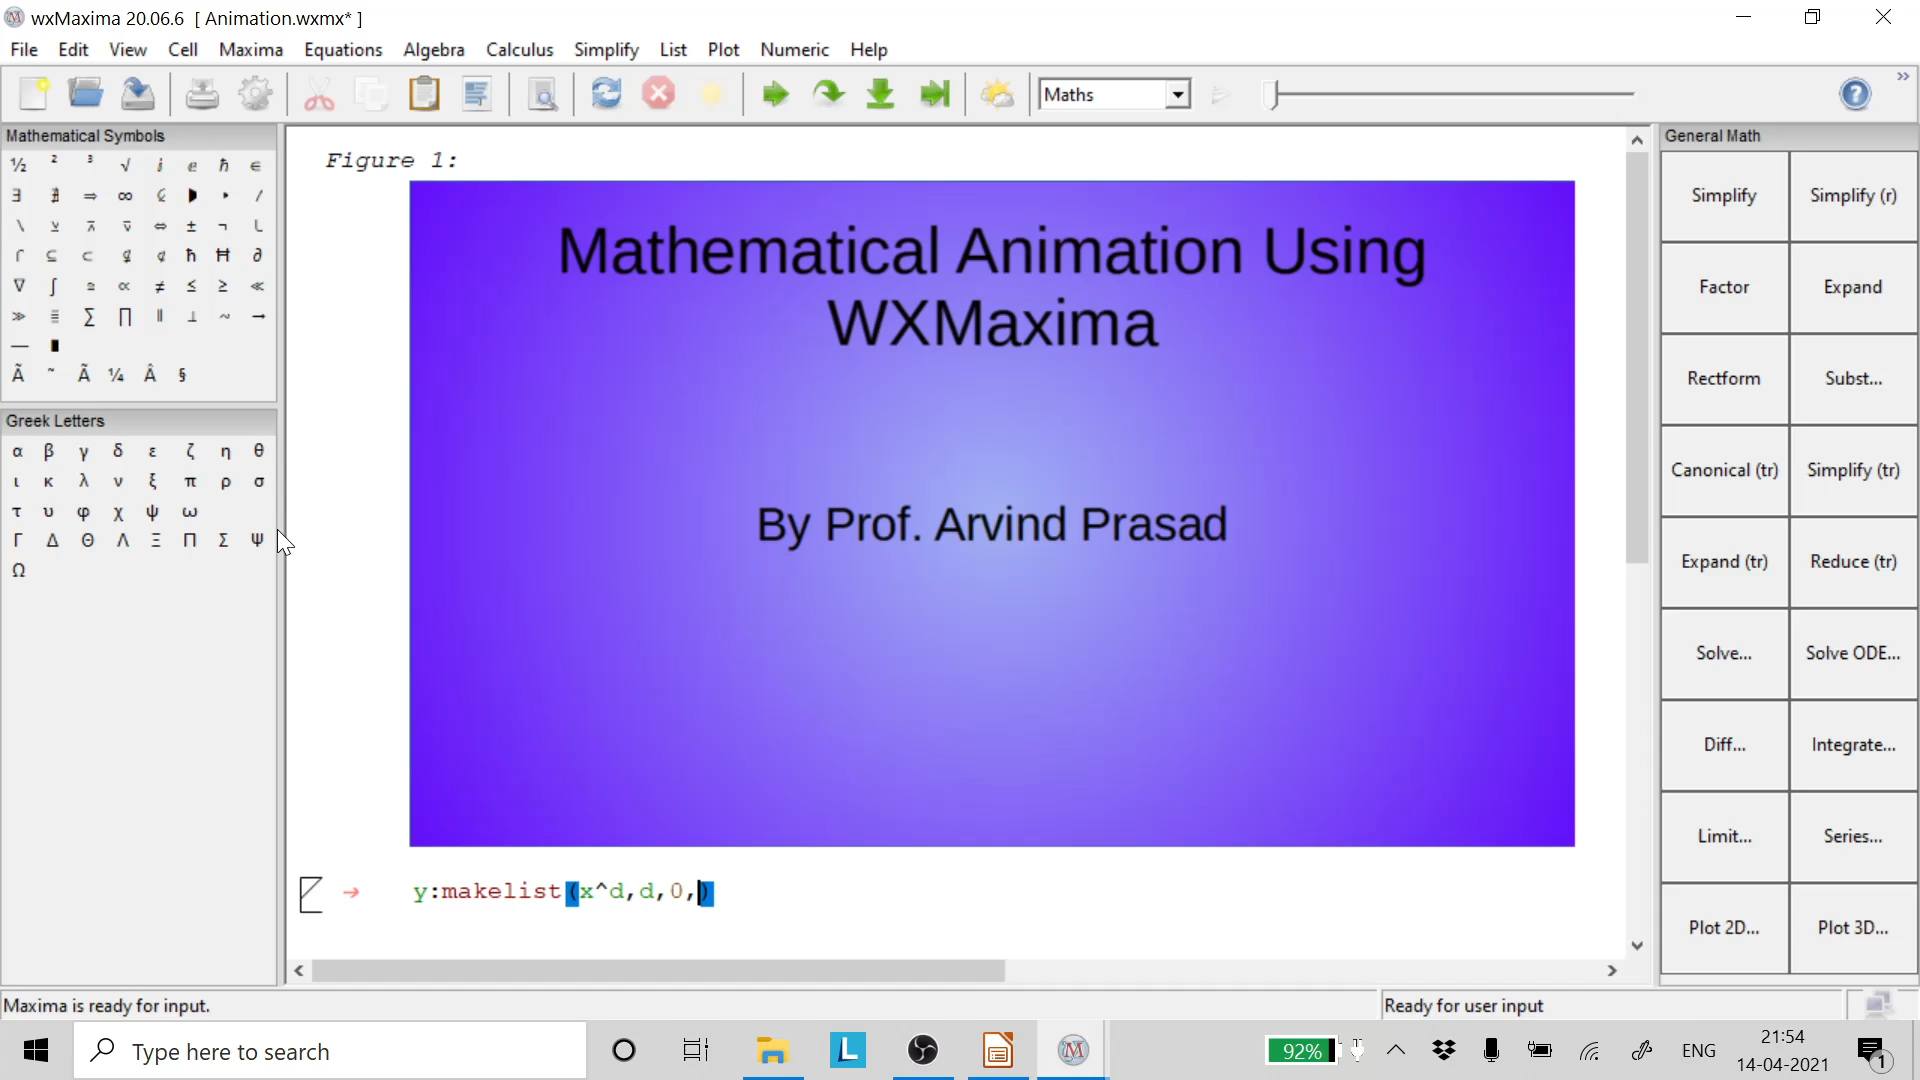 wxMaxima 20.06.6 [ Animation.wxmx* ]
File Edit View Cell Maxima Equations Algebra Calculus Simplify List Plot Numeric Help
Maths
Mathematical Symbols
Figure 1:
Mathematical Animation Using
WXMaxima
By Prof. Arvind Prasad
y:makelist(x^d,d,0,)
Greek Letters
α β γ δ ε ζ η θ
ι κ λ ν ξ π ρ σ
τ υ φ χ ψ ω
Γ Δ Θ Λ Ξ Π Σ Ψ
Ω
General Math
Simplify Simplify (r)
Factor Expand
Rectform Subst...
Canonical (tr) Simplify (tr)
Expand (tr) Reduce (tr)
Solve... Solve ODE...
Diff... Integrate...
Limit... Series...
Plot 2D... Plot 3D...
Maxima is ready for input.
Ready for user input
Type here to search
92%
ENG
21:54
14-04-2021
1